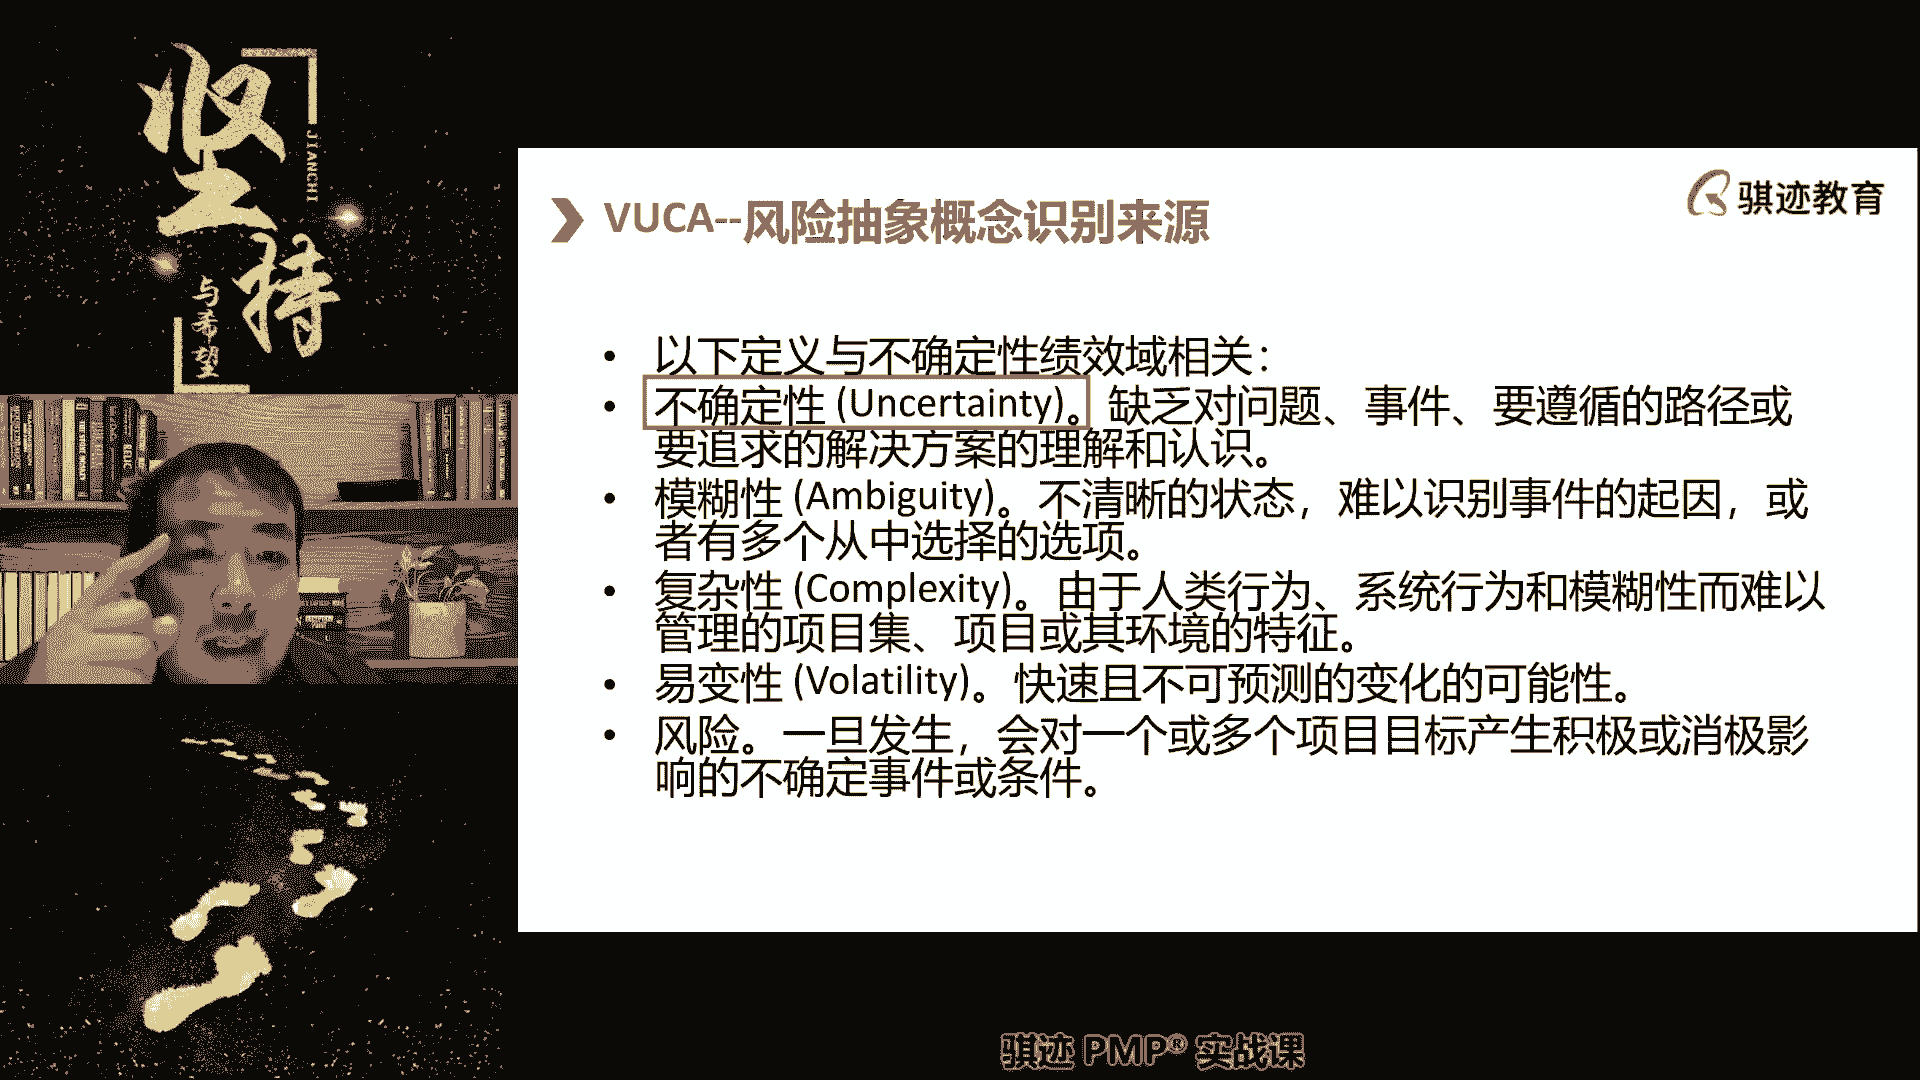 坚持
JIANCHI
与希望
骐迹教育
VUCA--风险抽象概念识别来源
• 以下定义与不确定性绩效域相关：
• 不确定性 (Uncertainty)。缺乏对问题、事件、要遵循的路径或
要追求的解决方案的理解和认识。
• 模糊性 (Ambiguity)。不清晰的状态，难以识别事件的起因，或
者有多个从中选择的选项。
• 复杂性 (Complexity)。由于人类行为、系统行为和模糊性而难以
管理的项目集、项目或其环境的特征。
• 易变性 (Volatility)。快速且不可预测的变化的可能性。
• 风险。一旦发生，会对一个或多个项目目标产生积极或消极影
响的不确定事件或条件。
骐迹 PMP® 实战课